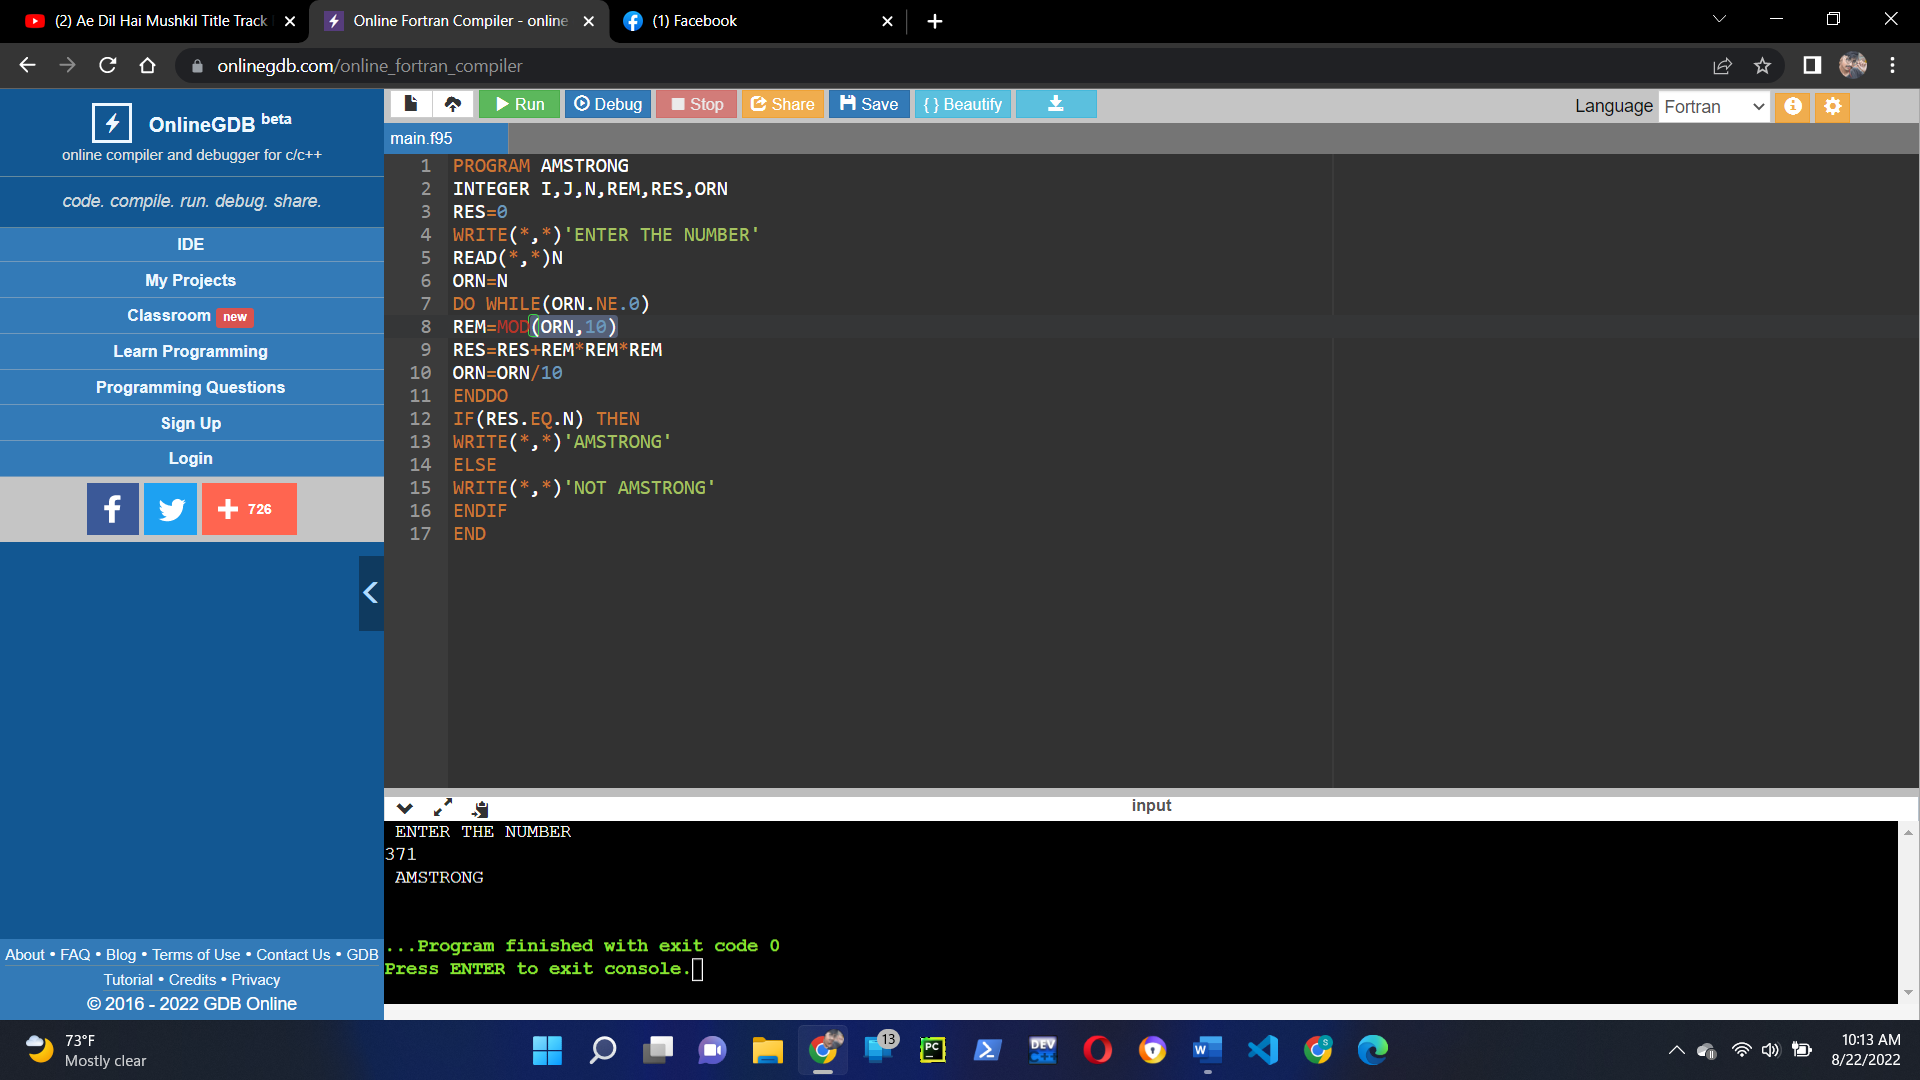 (2) Ae Dil Hai Mushkil Title Track
Online Fortran Compiler - online
(1) Facebook
onlinegdb.com/online_fortran_compiler
OnlineGDB beta
online compiler and debugger for c/c++
code. compile. run. debug. share.
IDE
My Projects
Classroom new
Learn Programming
Programming Questions
Sign Up
Login
726
About • FAQ • Blog • Terms of Use • Contact Us • GDB
Tutorial • Credits • Privacy
© 2016 - 2022 GDB Online
Run Debug Stop Share Save { } Beautify
Language Fortran
main.f95
1 PROGRAM AMSTRONG
2 INTEGER I,J,N,REM,RES,ORN
3 RES=0
4 WRITE(*,*)'ENTER THE NUMBER'
5 READ(*,*)N
6 ORN=N
7 DO WHILE(ORN.NE.0)
8 REM=MOD(ORN,10)
9 RES=RES+REM*REM*REM
10 ORN=ORN/10
11 ENDDO
12 IF(RES.EQ.N) THEN
13 WRITE(*,*)'AMSTRONG'
14 ELSE
15 WRITE(*,*)'NOT AMSTRONG'
16 ENDIF
17 END
input
ENTER THE NUMBER
371
AMSTRONG
...Program finished with exit code 0
Press ENTER to exit console.
73°F
Mostly clear
13
PC
DEV
10:13 AM
8/22/2022